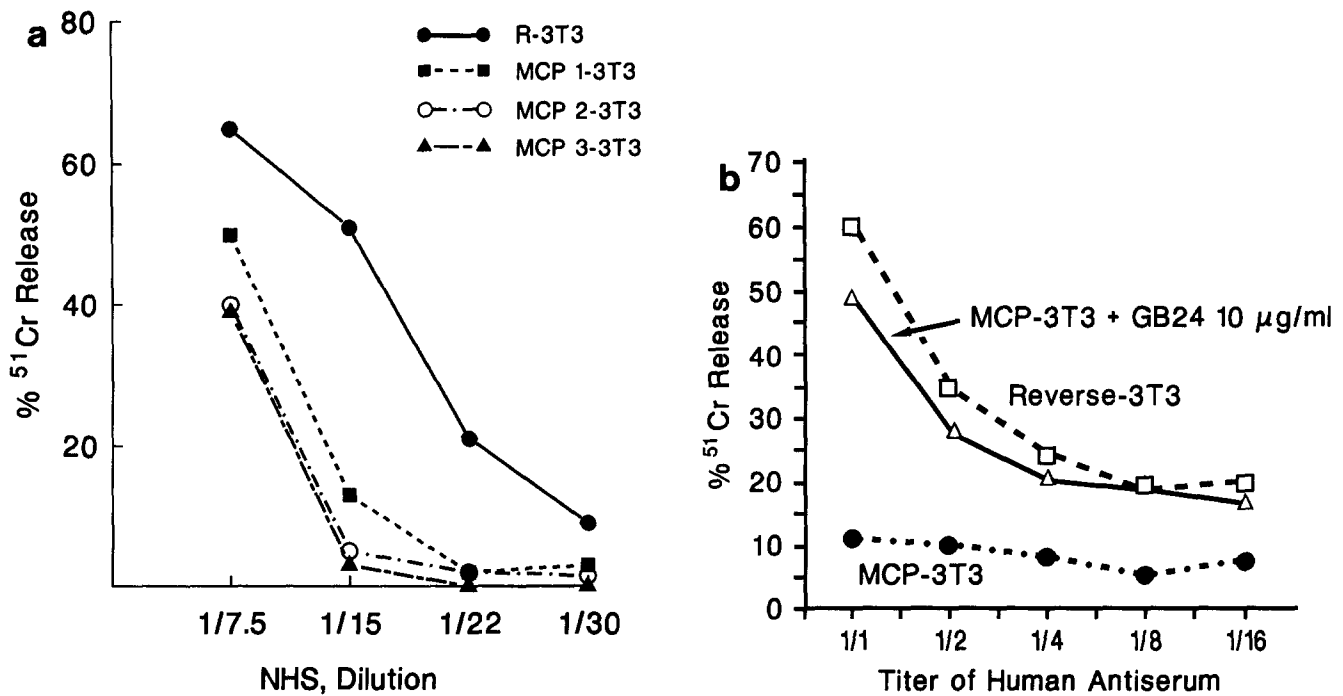 a
80
60
40
20
% 51Cr Release
R-3T3
MCP 1-3T3
MCP 2-3T3
MCP 3-3T3
1/7.5 1/15 1/22 1/30
NHS, Dilution
b
70
60
50
40
30
20
10
0
% 51Cr Release
MCP-3T3 + GB24 10 µg/ml
Reverse-3T3
MCP-3T3
1/1 1/2 1/4 1/8 1/16
Titer of Human Antiserum